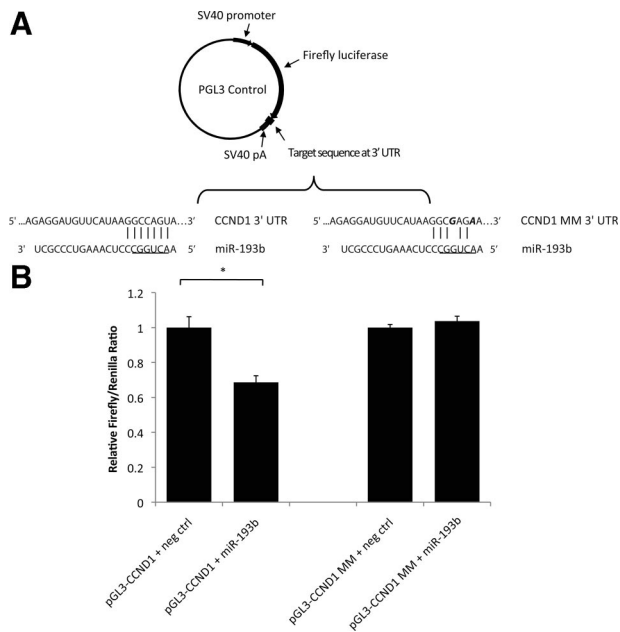 A
SV40 promoter
Firefly luciferase
PGL3 Control
SV40 pA
Target sequence at 3' UTR
5' ...AGAGGAUGUUCAUAAGGCCAGUA...3' CCND1 3' UTR
3' UCGCCCUGAAACUCCCGGUCAA 5' miR-193b
5' ...AGAGGAUGUUCAUAAGGCGAGAA...3' CCND1 MM 3' UTR
3' UCGCCCUGAAACUCCCGGUCAA 5' miR-193b
B
*
Relative Firefly/Renilla Ratio
1.2
1
0.8
0.6
0.4
0.2
0
pGL3-CCND1 + neg ctrl
pGL3-CCND1 + miR-193b
pGL3-CCND1 MM + neg ctrl
pGL3-CCND1 MM + miR-193b